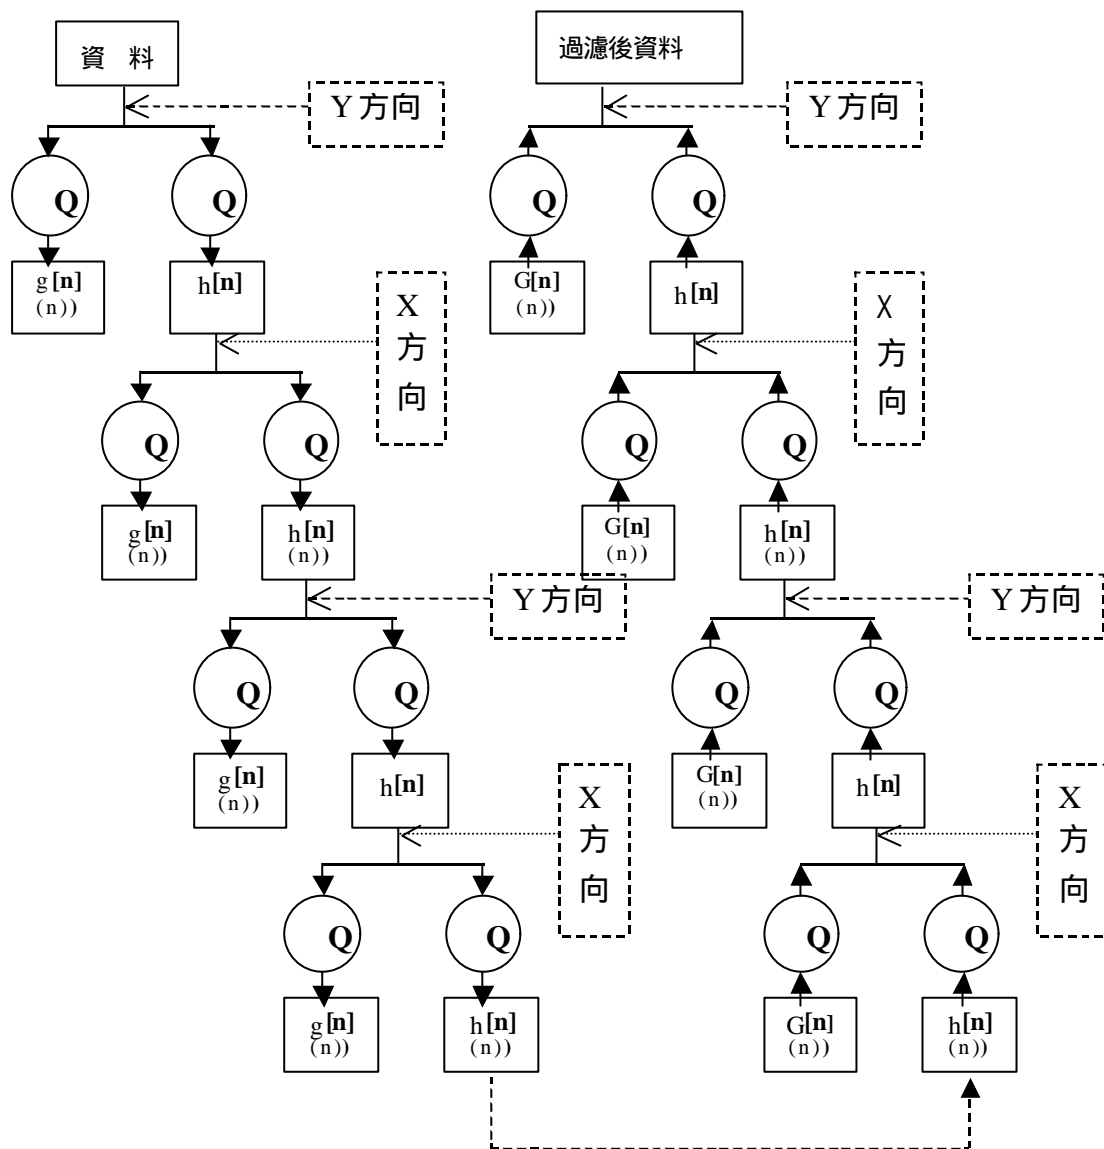 資 料
過濾後資料
Y 方向
Y 方向
Q
Q
Q
Q
g[n]
(n))
h[n]
G[n]
(n))
h[n]
X
方
向
X
方
向
Q
Q
Q
Q
g[n]
(n))
h[n]
(n))
G[n]
(n))
h[n]
(n))
Y 方向
Y 方向
Q
Q
Q
Q
g[n]
(n))
h[n]
G[n]
(n))
h[n]
X
方
向
X
方
向
Q
Q
Q
Q
g[n]
(n))
h[n]
(n))
G[n]
(n))
h[n]
(n))